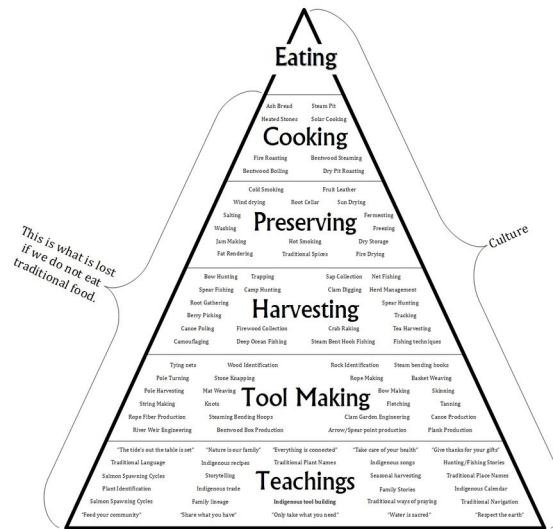 Eating
Ash Bread Steam Pit
Heated Stones Solar Cooking
Cooking
Fire Roasting Bentwood Steaming
Bentwood Boiling Dry Pit Roasting
Cold Smoking Fruit Leather
Wind drying Root Cellar Sun Drying
Salting Fermenting
Preserving
Washing Freezing
Jam Making Hot Smoking Dry Storage
Fat Rendering Traditional Spices Fire Drying
This is what is lost
if we do not eat
traditional food.
Culture
Bow Hunting Trapping Sap Collection Net Fishing
Spear Fishing Camp Hunting Clam Digging Herd Management
Root Gathering Spear Hunting
Harvesting
Berry Picking Tracking
Canoe Poling Firewood Collection Crab Raking Tea Harvesting
Camouflaging Deep Ocean Fishing Steam Bent Hook Fishing Fishing techniques
Tying nets Wood Identification Rock Identification Steam bending hooks
Pole Turning Stone Knapping Rope Making Basket Weaving
Pole Harvesting Mat Weaving Bow Making Skinning
Tool Making
String Making Knots Fletching Tanning
Rope Fiber Production Steaming Bending Hoops Clam Garden Engineering Canoe Production
River Weir Engineering Bentwood Box Production Arrow/Spear point production Plank Production
"The tide's out the table is set" "Nature is our family" "Everything is connected" "Take care of your health" "Give thanks for your gifts"
Traditional Language Indigenous recipes Traditional Plant Names Indigenous songs Hunting/Fishing Stories
Salmon Spawning Cycles Storytelling Seasonal harvesting Traditional Place Names
Teachings
Plant Identification Indigenous trade Family Stories Indigenous Calendar
Salmon Spawning Cycles Family lineage Indigenous tool building Traditional ways of praying Traditional Navigation
"Feed your community" "Share what you have" "Only take what you need" "Water is sacred" "Respect the earth"